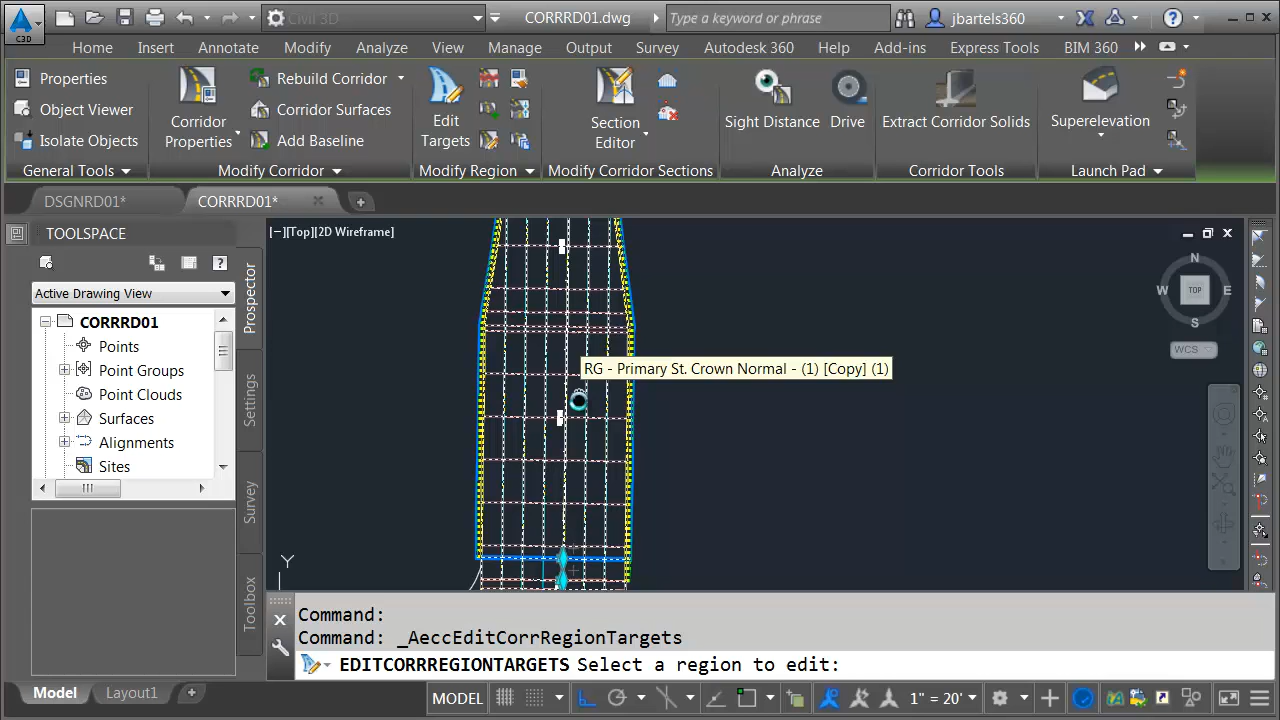 C3D
Civil 3D
CORRRD01.dwg
Type a keyword or phrase
jbartels360
Home Insert Annotate Modify Analyze View Manage Output Survey Autodesk 360 Help Add-ins Express Tools BIM 360
Properties
Object Viewer
Isolate Objects
General Tools
Corridor Properties
Rebuild Corridor
Corridor Surfaces
Add Baseline
Modify Corridor
Edit Targets
Modify Region
Section Editor
Modify Corridor Sections
Sight Distance
Drive
Analyze
Extract Corridor Solids
Corridor Tools
Superelevation
Launch Pad
DSGNRD01*
CORRRD01*
TOOLSPACE
Active Drawing View
CORRRD01
Points
Point Groups
Point Clouds
Surfaces
Alignments
Sites
Prospector
Settings
Survey
Toolbox
[−][Top][2D Wireframe]
RG - Primary St. Crown Normal - (1) [Copy] (1)
N
W TOP E
S
WCS
Y
Command:
Command: _AeccEditCorrRegionTargets
EDITCORRREGIONTARGETS Select a region to edit:
Model
Layout1
MODEL
1" = 20'